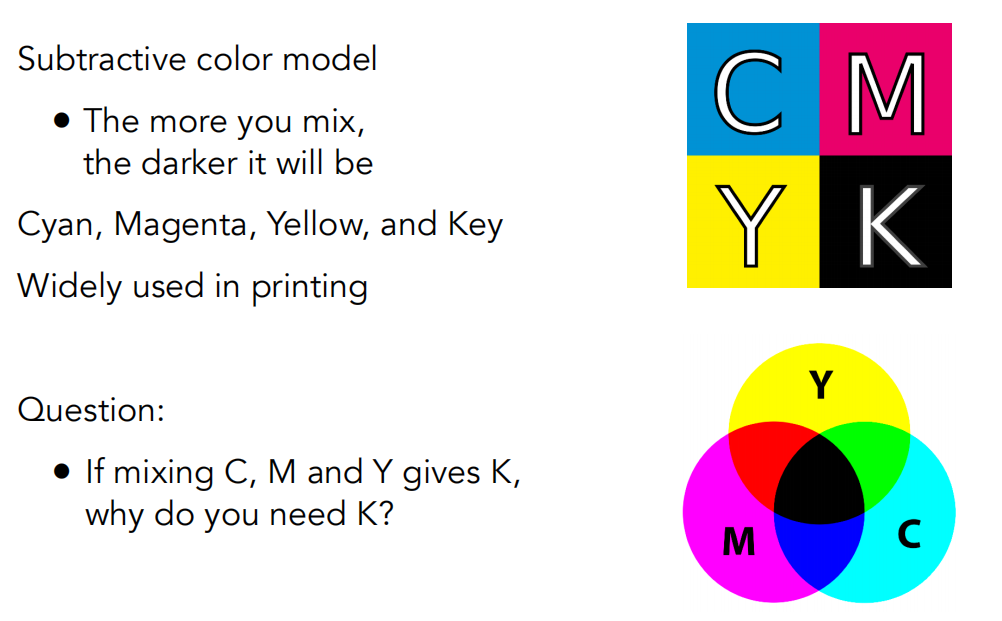 Subtractive color model
• The more you mix,
the darker it will be
Cyan, Magenta, Yellow, and Key
Widely used in printing
Question:
• If mixing C, M and Y gives K,
why do you need K?
C M
Y K
Y
M C